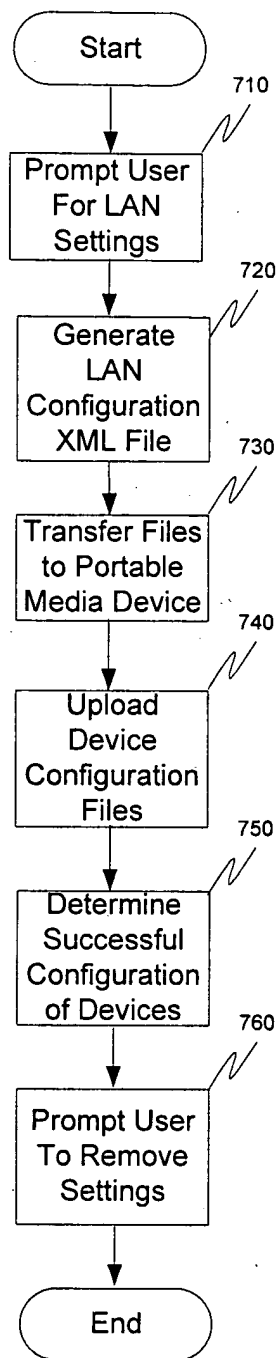 Start
710
Prompt User
For LAN
Settings
720
Generate
LAN
Configuration
XML File
730
Transfer Files
to Portable
Media Device
740
Upload
Device
Configuration
Files
750
Determine
Successful
Configuration
of Devices
760
Prompt User
To Remove
Settings
End